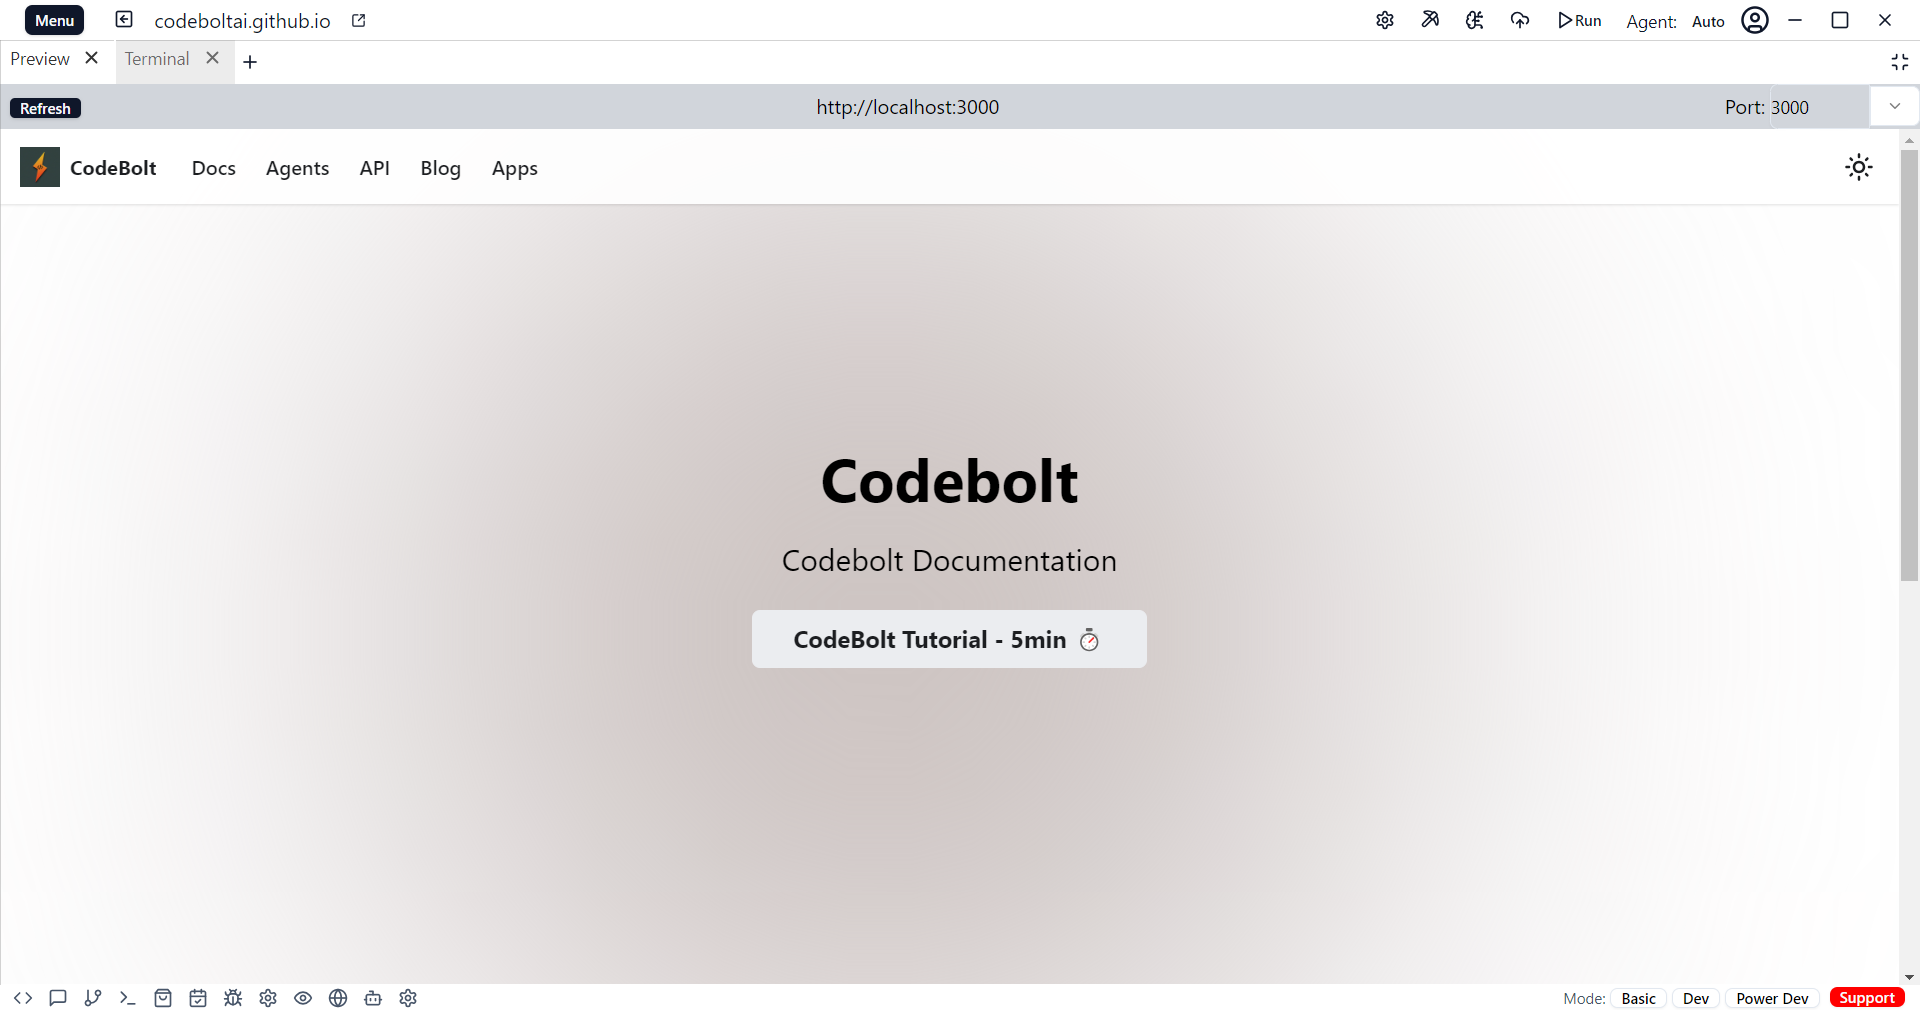 Menu codeboltai.github.io Run Agent: Auto
Preview Terminal
Refresh http://localhost:3000 Port: 3000
CodeBolt Docs Agents API Blog Apps
Codebolt
Codebolt Documentation
CodeBolt Tutorial - 5min ⏱️
Mode: Basic Dev Power Dev Support